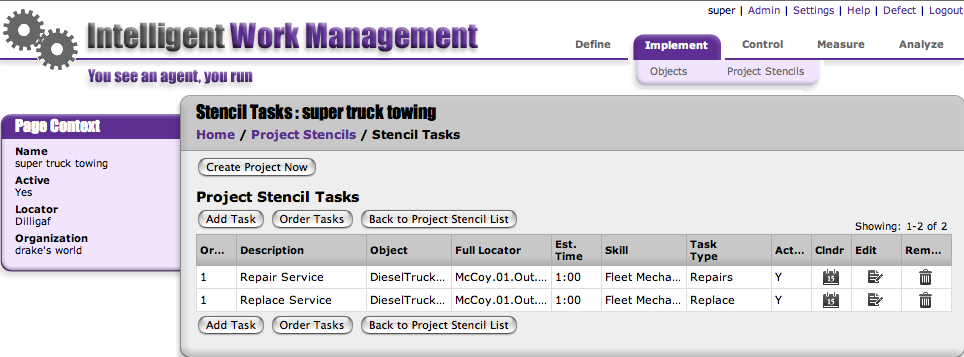 super | Admin | Settings | Help | Defect | Logout
Intelligent Work Management
You see an agent, you run
Define Implement Control Measure Analyze
Objects Project Stencils
Page Context
Name
super truck towing
Active
Yes
Locator
Dilligaf
Organization
drake's world
Stencil Tasks : super truck towing
Home / Project Stencils / Stencil Tasks
Create Project Now
Project Stencil Tasks
Add Task Order Tasks Back to Project Stencil List
Showing: 1-2 of 2
Or... Description Object Full Locator Est. Time Skill Task Type Act... Clndr Edit Rem...
1 Repair Service DieselTruck... McCoy.01.Out.... 1:00 Fleet Mecha... Repairs Y 15
1 Replace Service DieselTruck... McCoy.01.Out.... 1:00 Fleet Mecha... Replace Y 15
Add Task Order Tasks Back to Project Stencil List